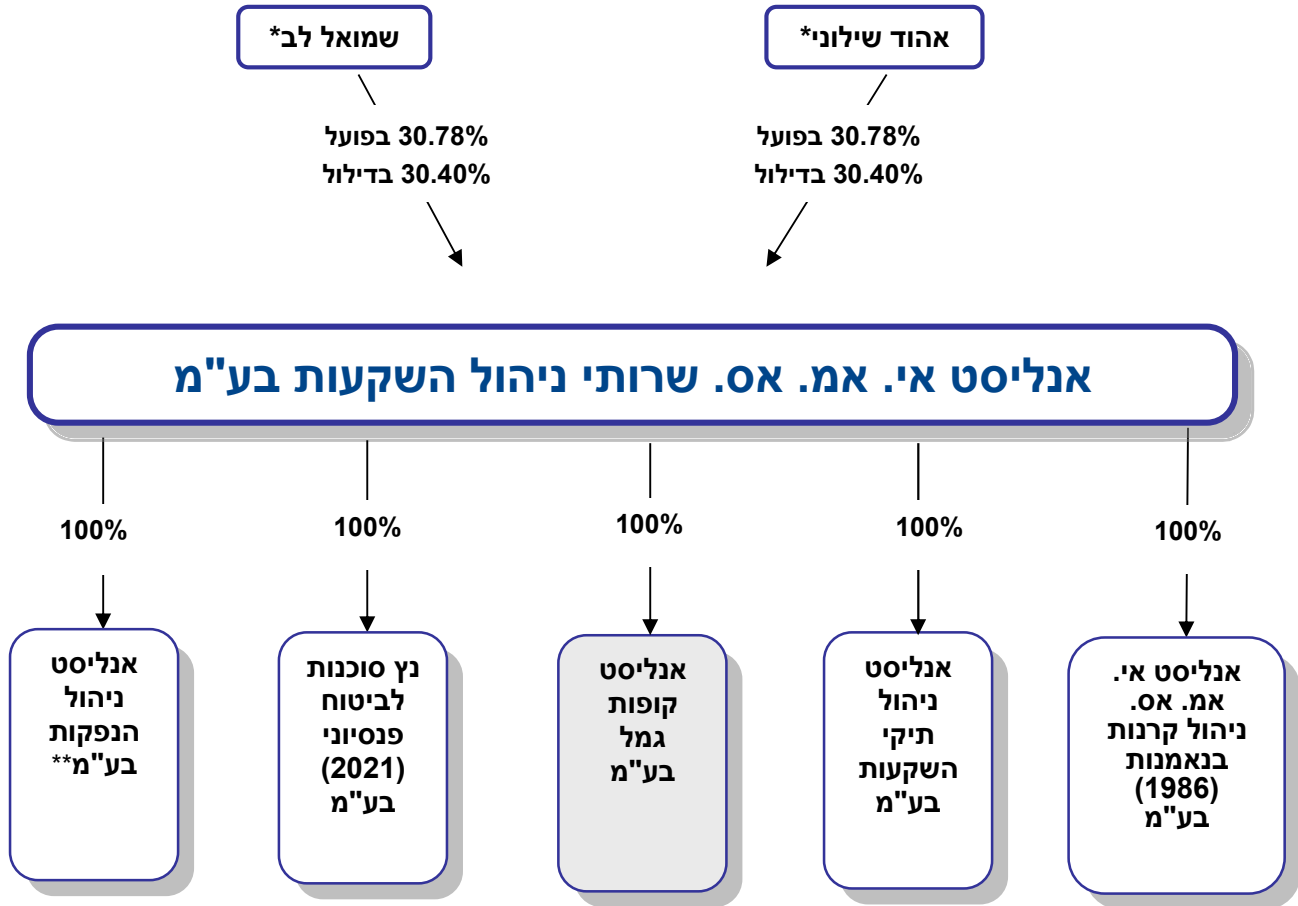 אהוד שילוני*
שמואל לב*
30.78% בפועל
30.40% בדילול
30.78% בפועל
30.40% בדילול
אנליסט אי. אמ. אס. שרותי ניהול השקעות בע"מ
100%
100%
100%
100%
100%
אנליסט אי.
אמ. אס.
ניהול קרנות
בנאמנות
(1986)
בע"מ
אנליסט
ניהול
תיקי
השקעות
בע"מ
אנליסט
קופות
גמל
בע"מ
נץ סוכנות
לביטוח
פנסיוני
(2021)
בע"מ
אנליסט
ניהול
הנפקות
בע"מ**